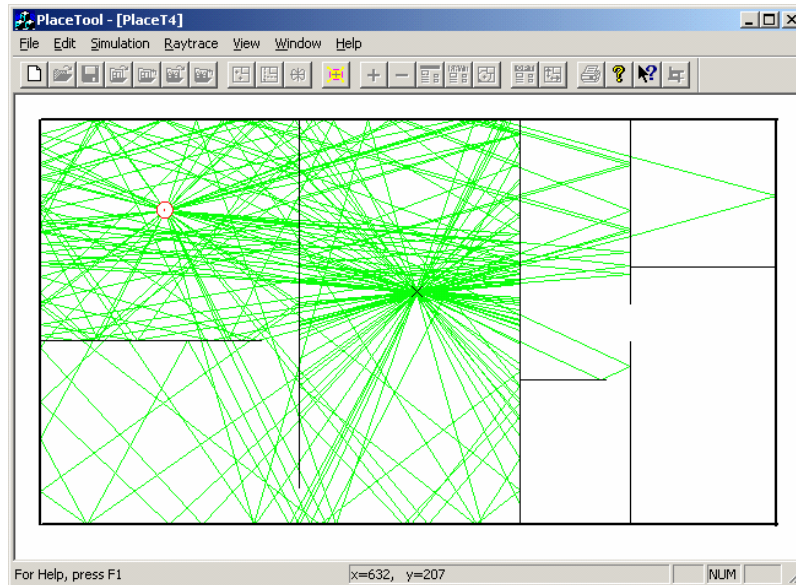 PlaceTool - [PlaceT4]
File Edit Simulation Raytrace View Window Help
For Help, press F1
x=632, y=207
NUM